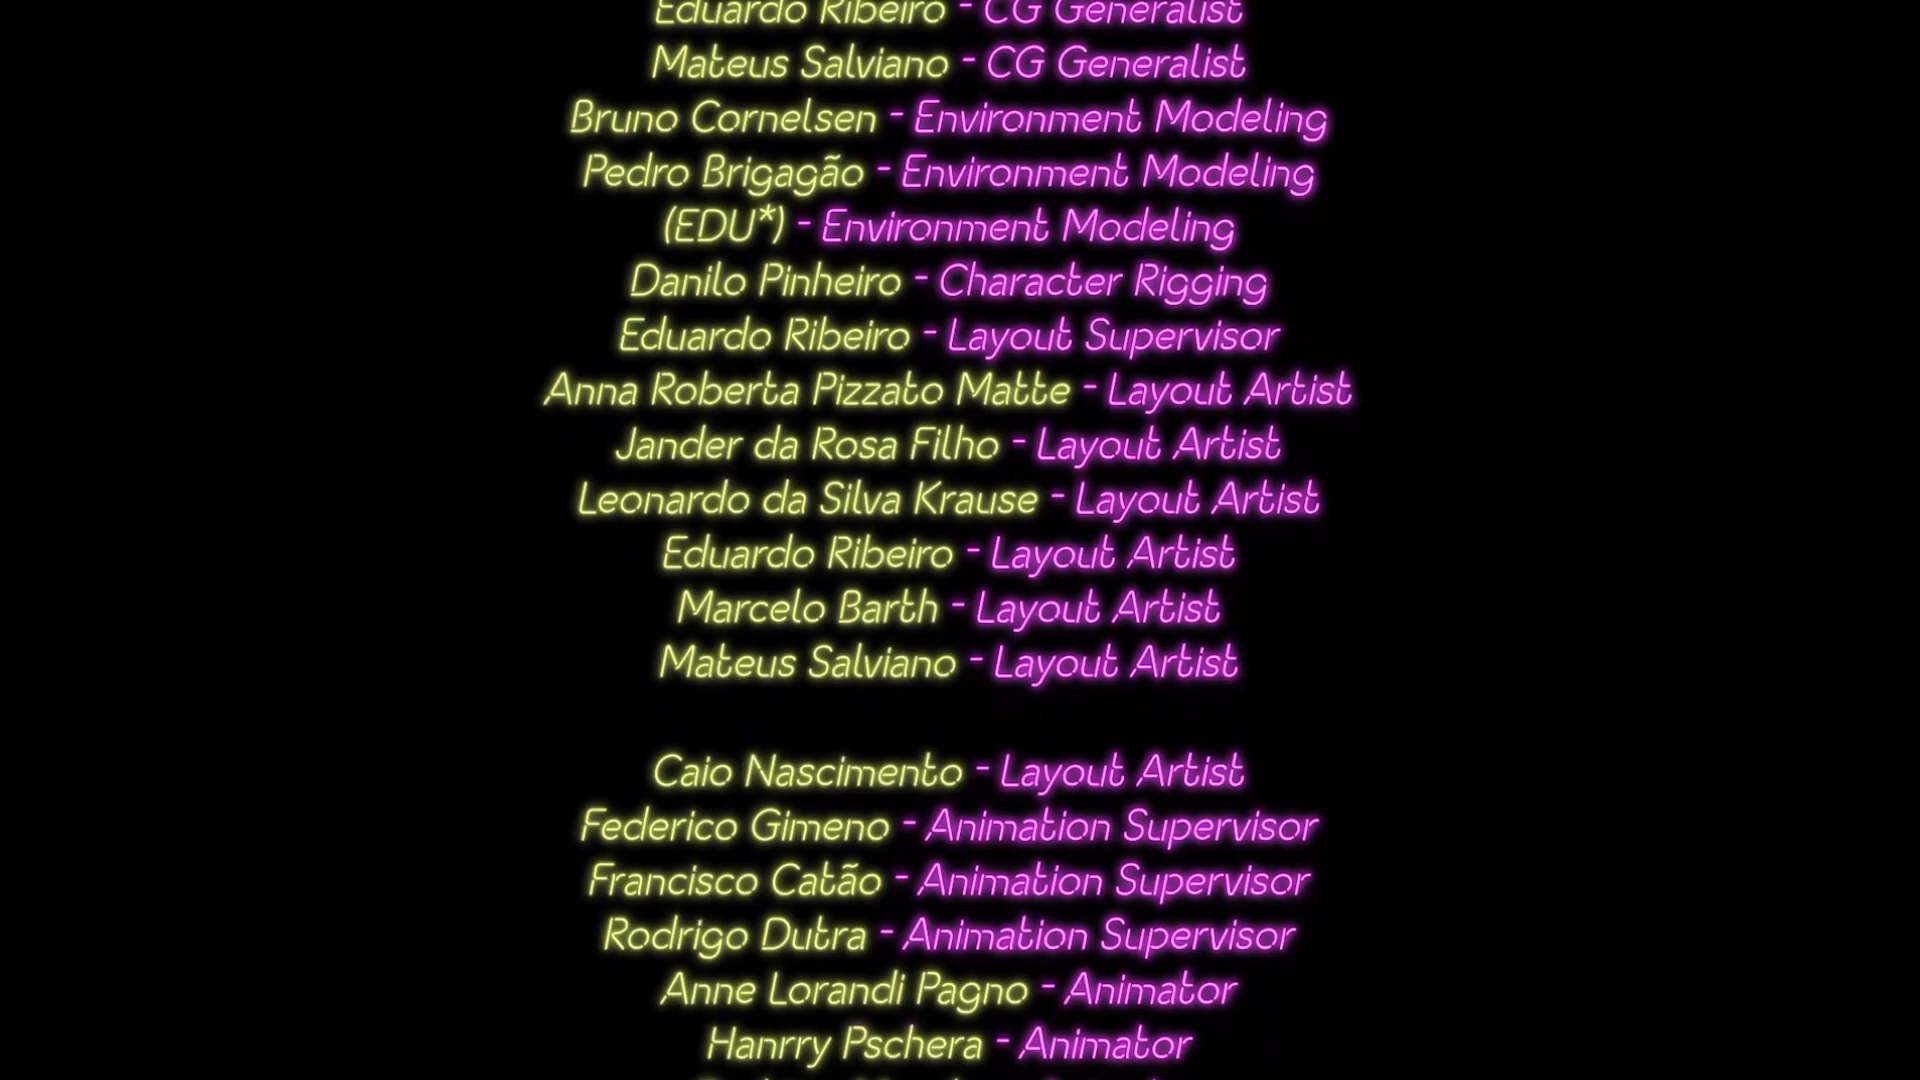 Eduardo Ribeiro - CG Generalist
Mateus Salviano - CG Generalist
Bruno Cornelsen - Environment Modeling
Pedro Brigagão - Environment Modeling
(EDU*) - Environment Modeling
Danilo Pinheiro - Character Rigging
Eduardo Ribeiro - Layout Supervisor
Anna Roberta Pizzato Matte - Layout Artist
Jander da Rosa Filho - Layout Artist
Leonardo da Silva Krause - Layout Artist
Eduardo Ribeiro - Layout Artist
Marcelo Barth - Layout Artist
Mateus Salviano - Layout Artist
Caio Nascimento - Layout Artist
Federico Gimeno - Animation Supervisor
Francisco Catão - Animation Supervisor
Rodrigo Dutra - Animation Supervisor
Anne Lorandi Pagno - Animator
Hanrry Pschera - Animator